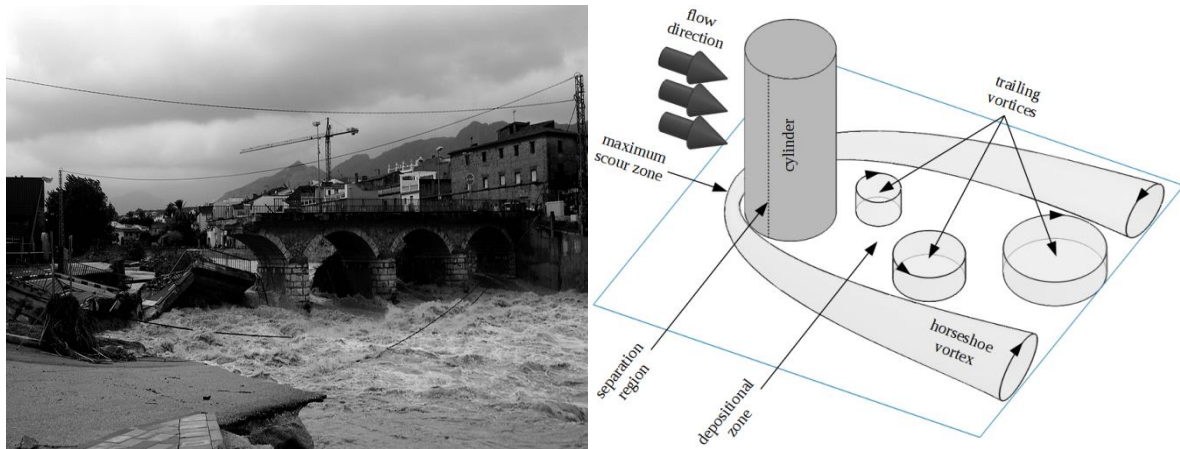 flow
direction
trailing
vortices
maximum
scour zone
cylinder
horseshoe
vortex
separation
region
depositional
zone